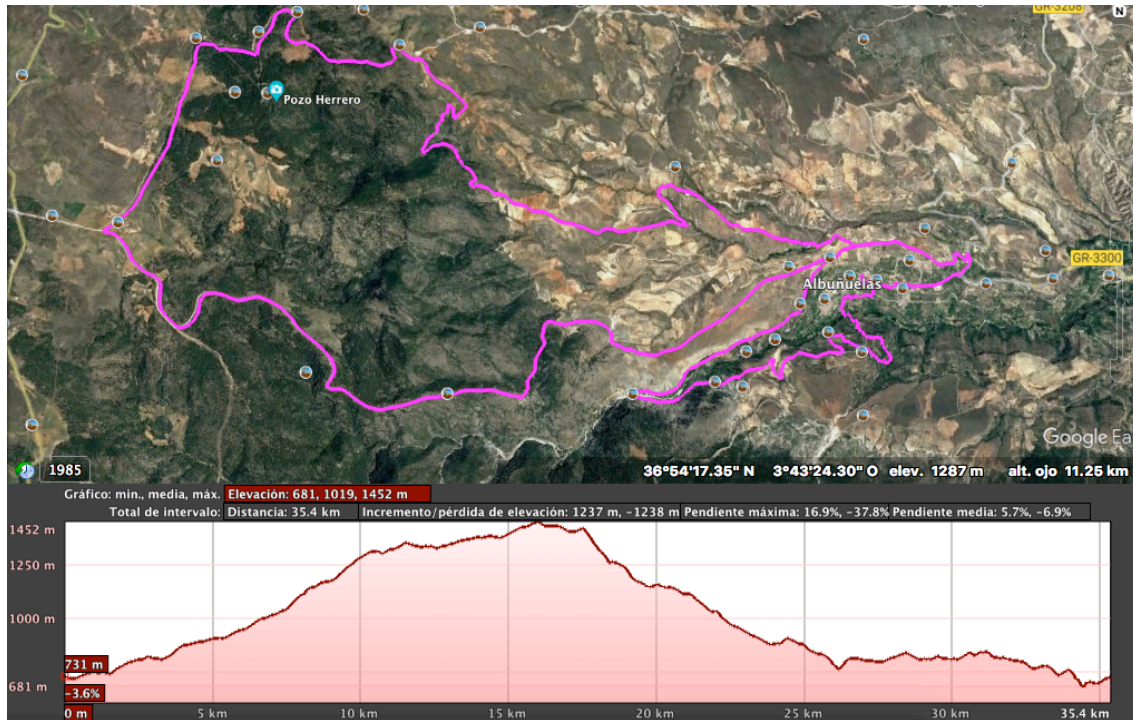 GR-3208
N
Pozo Herrero
GR-3300
Albuñuelas
Google Ea
1985
36°54'17.35" N 3°43'24.30" O elev. 1287 m alt. ojo 11.25 km
Gráfico: min., media, máx. Elevación: 681, 1019, 1452 m
Total de intervalo: Distancia: 35.4 km Incremento/pérdida de elevación: 1237 m, -1238 m Pendiente máxima: 16.9%, -37.8% Pendiente media: 5.7%, -6.9%
1452 m
1250 m
1000 m
731 m
681 m
-3.6%
0 m 5 km 10 km 15 km 20 km 25 km 30 km 35.4 km